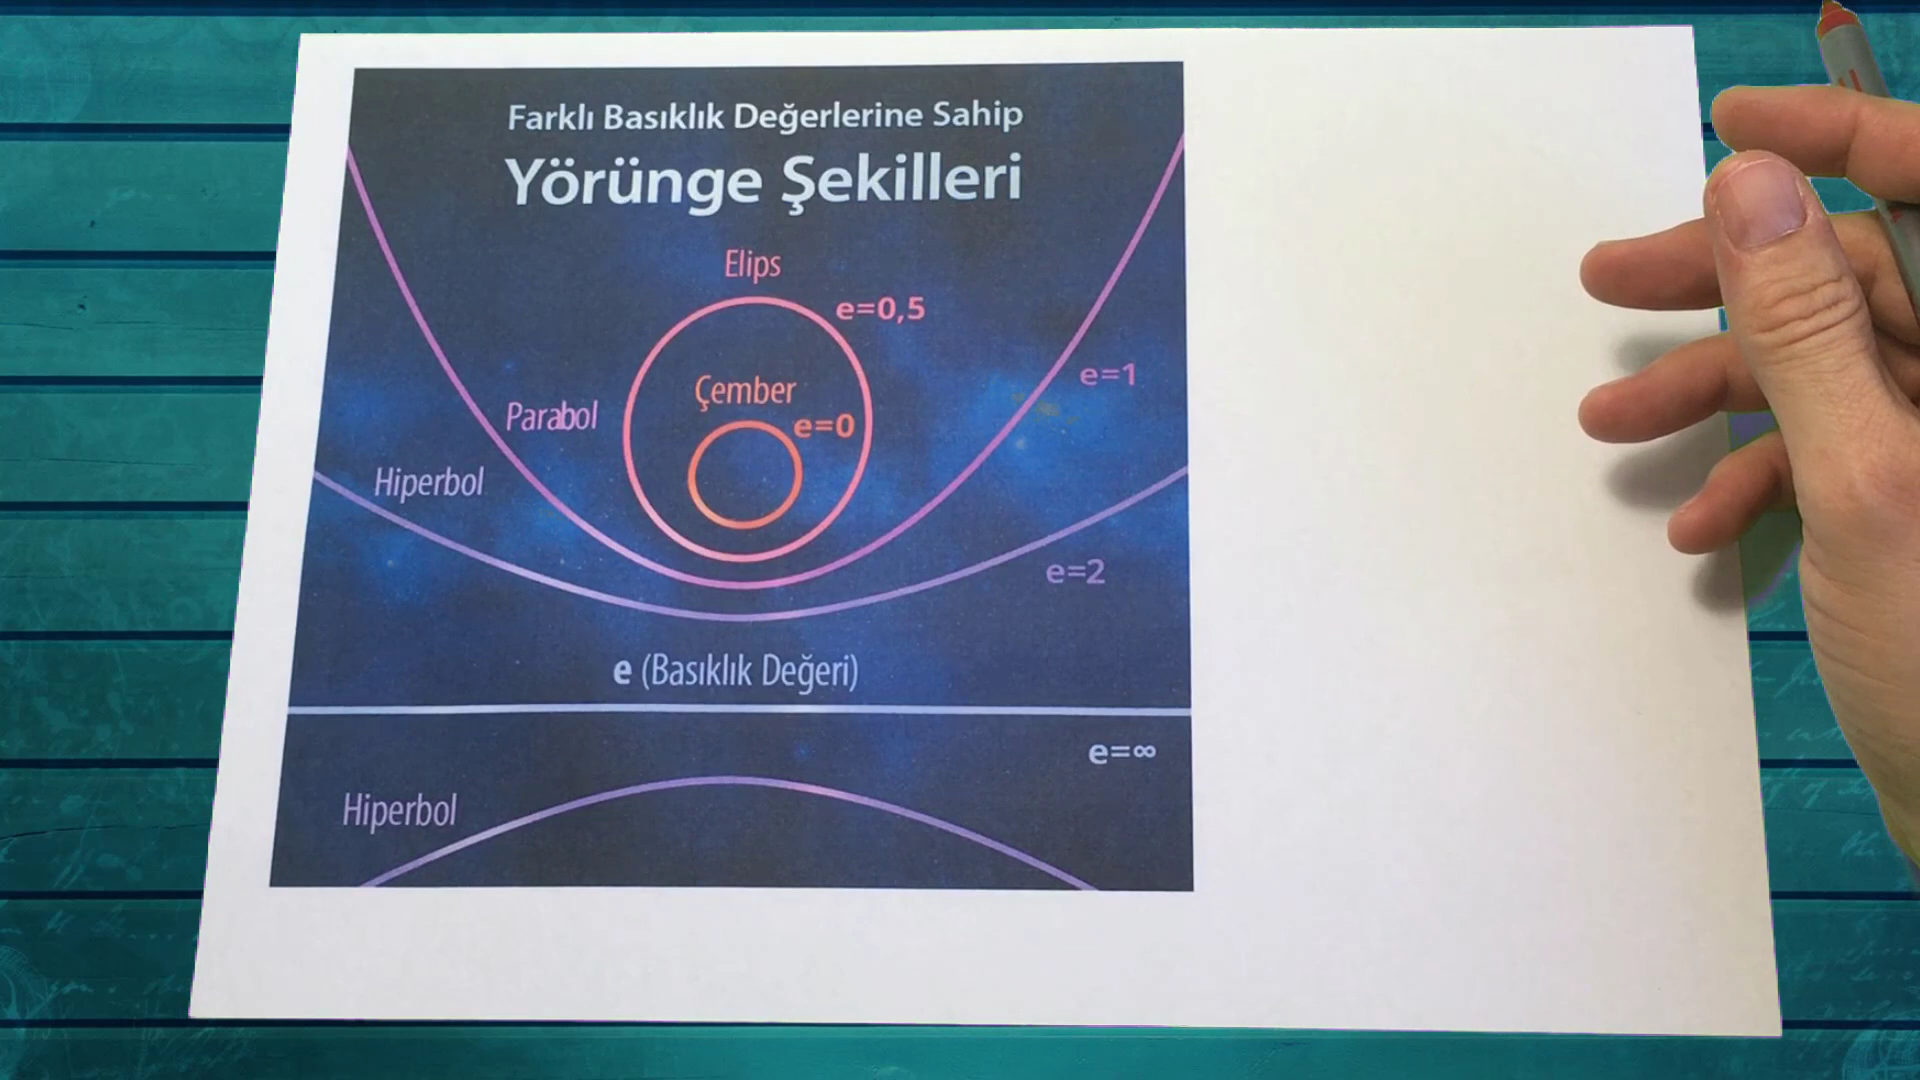 Farklı Basıklık Değerlerine Sahip
Yörünge Şekilleri
Elips
e=0,5
Çember
e=0
e=1
Parabol
Hiperbol
e=2
e (Basıklık Değeri)
e=∞
Hiperbol